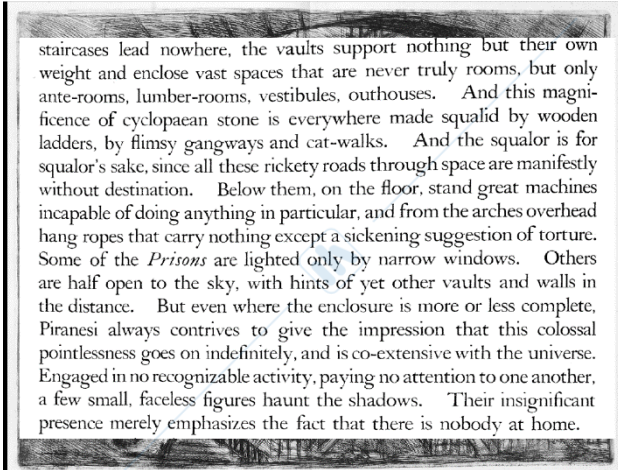 staircases lead nowhere, the vaults support nothing but their own
weight and enclose vast spaces that are never truly rooms, but only
ante-rooms, lumber-rooms, vestibules, outhouses. And this magni-
ficence of cyclopaean stone is everywhere made squalid by wooden
ladders, by flimsy gangways and cat-walks. And the squalor is for
squalor's sake, since all these rickety roads through space are manifestly
without destination. Below them, on the floor, stand great machines
incapable of doing anything in particular, and from the arches overhead
hang ropes that carry nothing except a sickening suggestion of torture.
Some of the Prisons are lighted only by narrow windows. Others
are half open to the sky, with hints of yet other vaults and walls in
the distance. But even where the enclosure is more or less complete,
Piranesi always contrives to give the impression that this colossal
pointlessness goes on indefinitely, and is co-extensive with the universe.
Engaged in no recognizable activity, paying no attention to one another,
a few small, faceless figures haunt the shadows. Their insignificant
presence merely emphasizes the fact that there is nobody at home.